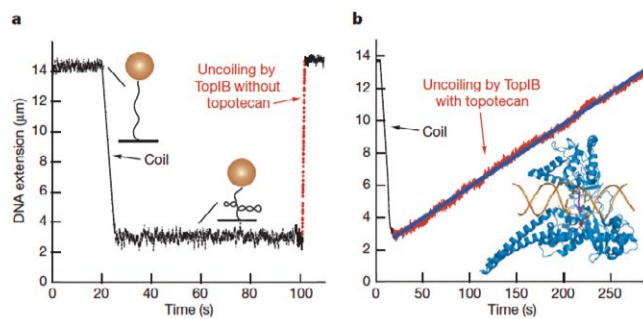 a
DNA extension (μm)
14
12
10
8
6
4
2
0
0
20
40
60
80
100
Time (s)
Coil
Uncoiling by
TopIB without
topotecan
b
14
12
10
8
6
4
2
0
0
50
100
150
200
250
Time (s)
Coil
Uncoiling by TopIB
with topotecan